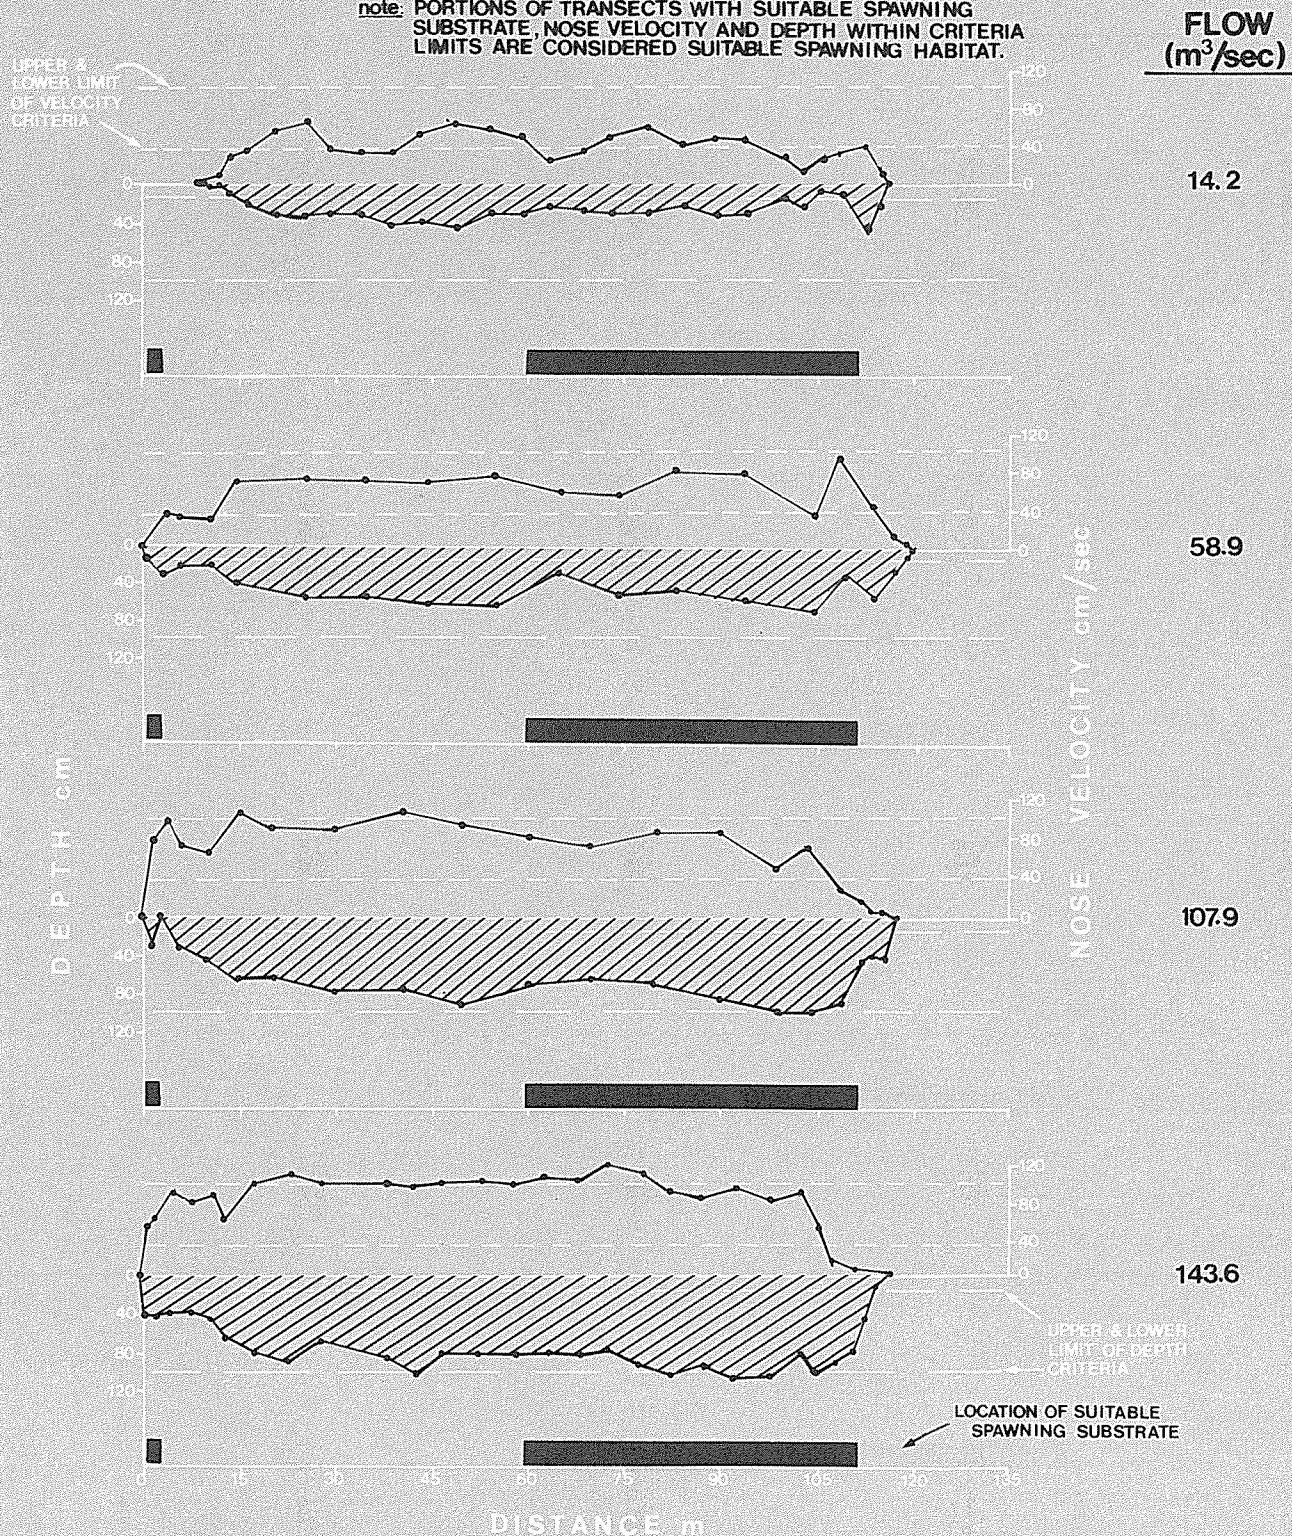 note: PORTIONS OF TRANSECTS WITH SUITABLE SPAWNING
SUBSTRATE, NOSE VELOCITY AND DEPTH WITHIN CRITERIA
LIMITS ARE CONSIDERED SUITABLE SPAWNING HABITAT.
FLOW
(m³/sec)
UPPER &
LOWER LIMIT
OF VELOCITY
CRITERIA
120
80
40
0
40
80
120
14.2
120
80
40
0
0
40
80
120
58.9
DEPTH cm
NOSE VELOCITY cm/sec
120
80
40
0
0
40
80
120
107.9
120
80
40
0
0
40
80
120
143.6
UPPER & LOWER
LIMIT OF DEPTH
CRITERIA
LOCATION OF SUITABLE
SPAWNING SUBSTRATE
0 15 30 45 60 75 90 105 120 135
DISTANCE m